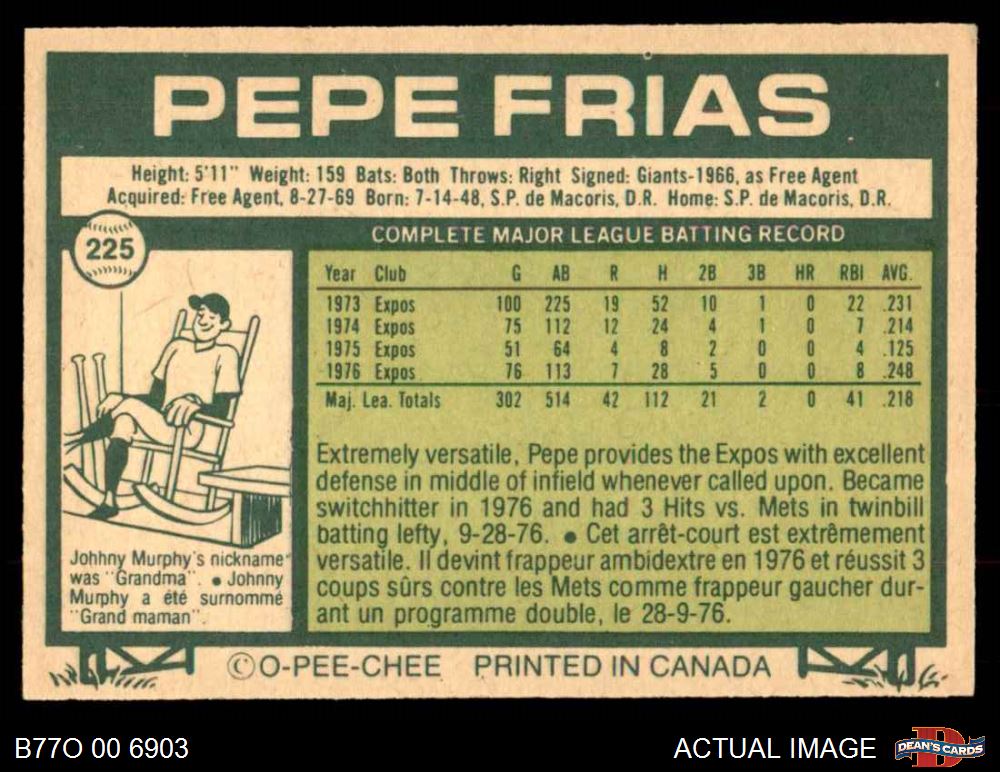 PEPE FRIAS
Height: 5'11" Weight: 159 Bats: Both Throws: Right Signed: Giants-1966, as Free Agent
Acquired: Free Agent, 8-27-69 Born: 7-14-48, S.P. de Macoris, D.R. Home: S.P. de Macoris, D.R.
225
COMPLETE MAJOR LEAGUE BATTING RECORD
Year Club G AB R H 2B 3B HR RBI AVG.
1973 Expos 100 225 19 52 10 1 0 22 .231
1974 Expos 75 112 12 24 4 1 0 7 .214
1975 Expos 51 64 4 8 2 0 0 4 .125
1976 Expos 76 113 7 28 5 0 0 8 .248
Maj. Lea. Totals 302 514 42 112 21 2 0 41 .218
Extremely versatile, Pepe provides the Expos with excellent
defense in middle of infield whenever called upon. Became
switchhitter in 1976 and had 3 Hits vs. Mets in twinbill
batting lefty, 9-28-76. ● Cet arrêt-court est extrêmement
versatile. Il devint frappeur ambidextre en 1976 et réussit 3
coups sûrs contre les Mets comme frappeur gaucher dur-
ant un programme double, le 28-9-76.
Johhny Murphy's nickname
was "Grandma". ● Johnny
Murphy a été surnommé
"Grand maman".
© O-PEE-CHEE PRINTED IN CANADA
B77O 00 6903
ACTUAL IMAGE
D
DEAN'S CARDS